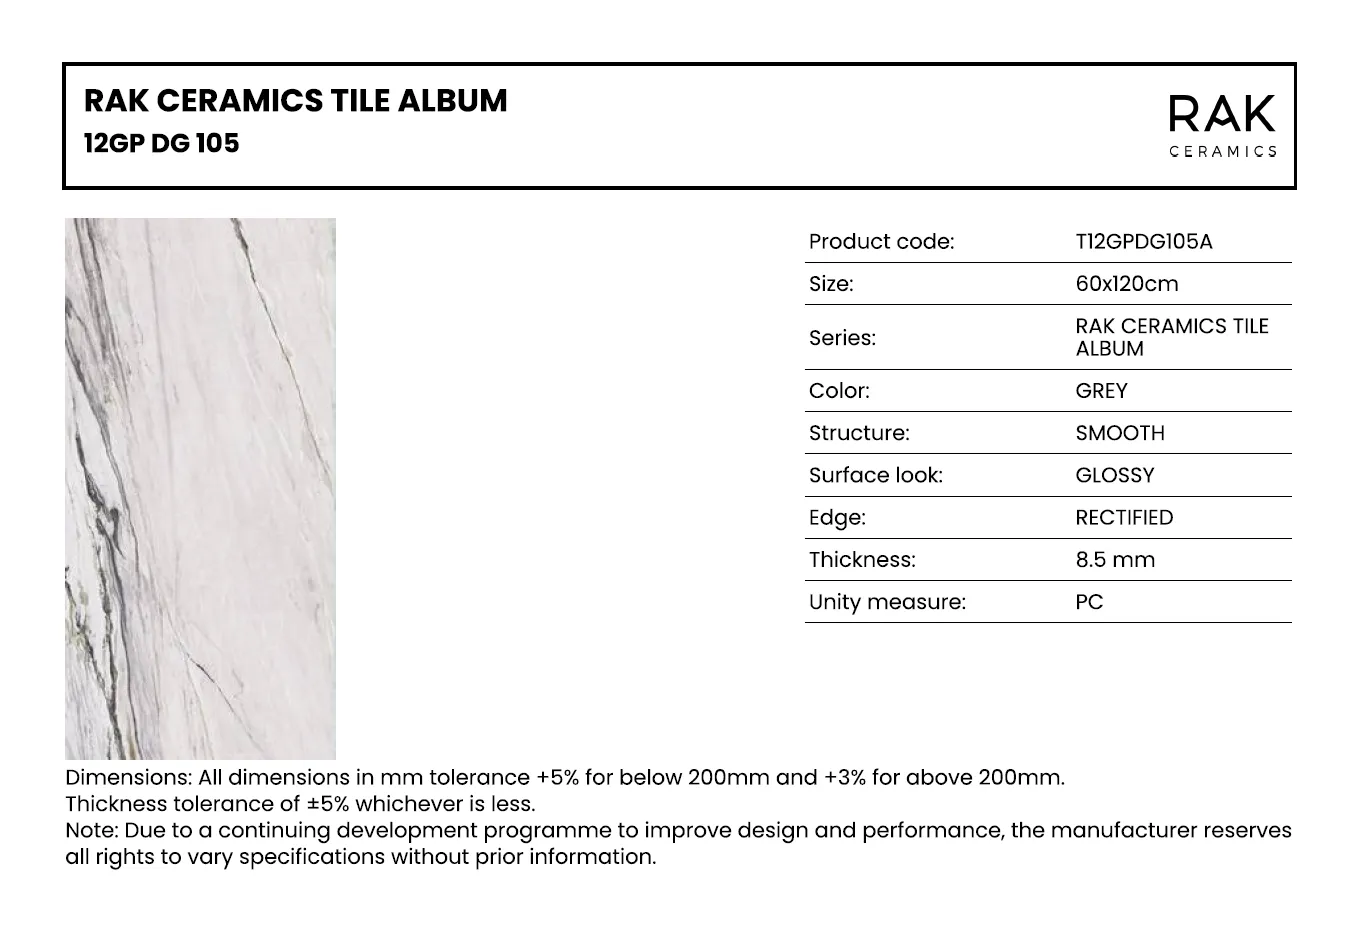 RAK CERAMICS TILE ALBUM
12GP DG 105
RAK
CERAMICS
Product code: T12GPDG105A
Size: 60x120cm
Series: RAK CERAMICS TILE
ALBUM
Color: GREY
Structure: SMOOTH
Surface look: GLOSSY
Edge: RECTIFIED
Thickness: 8.5 mm
Unity measure: PC
Dimensions: All dimensions in mm tolerance +5% for below 200mm and +3% for above 200mm.
Thickness tolerance of ±5% whichever is less.
Note: Due to a continuing development programme to improve design and performance, the manufacturer reserves
all rights to vary specifications without prior information.